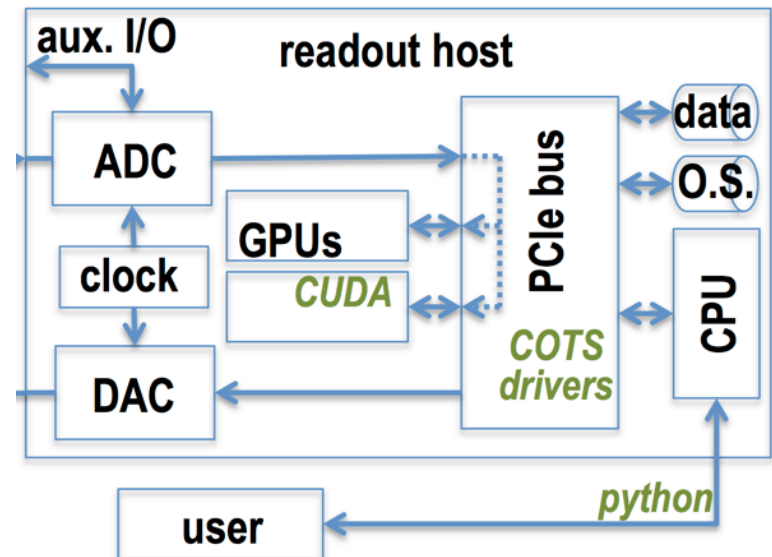 aux. I/O
readout host
ADC
PCIe bus
data
O.S.
GPUs
clock
CUDA
CPU
COTS
drivers
DAC
python
user